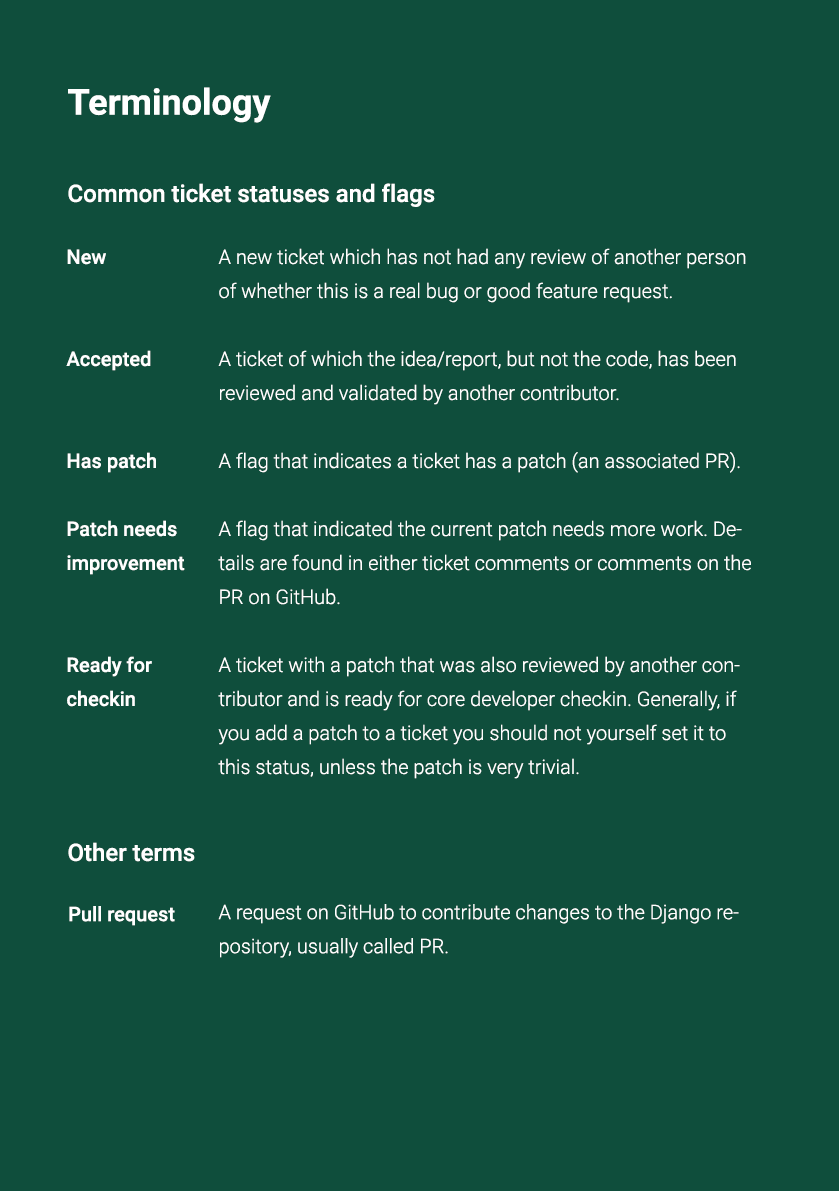 Terminology
Common ticket statuses and flags
New
A new ticket which has not had any review of another person
of whether this is a real bug or good feature request.
Accepted
A ticket of which the idea/report, but not the code, has been
reviewed and validated by another contributor.
Has patch
A flag that indicates a ticket has a patch (an associated PR).
Patch needs
improvement
A flag that indicated the current patch needs more work. De-
tails are found in either ticket comments or comments on the
PR on GitHub.
Ready for
checkin
A ticket with a patch that was also reviewed by another con-
tributor and is ready for core developer checkin. Generally, if
you add a patch to a ticket you should not yourself set it to
this status, unless the patch is very trivial.
Other terms
Pull request
A request on GitHub to contribute changes to the Django re-
pository, usually called PR.